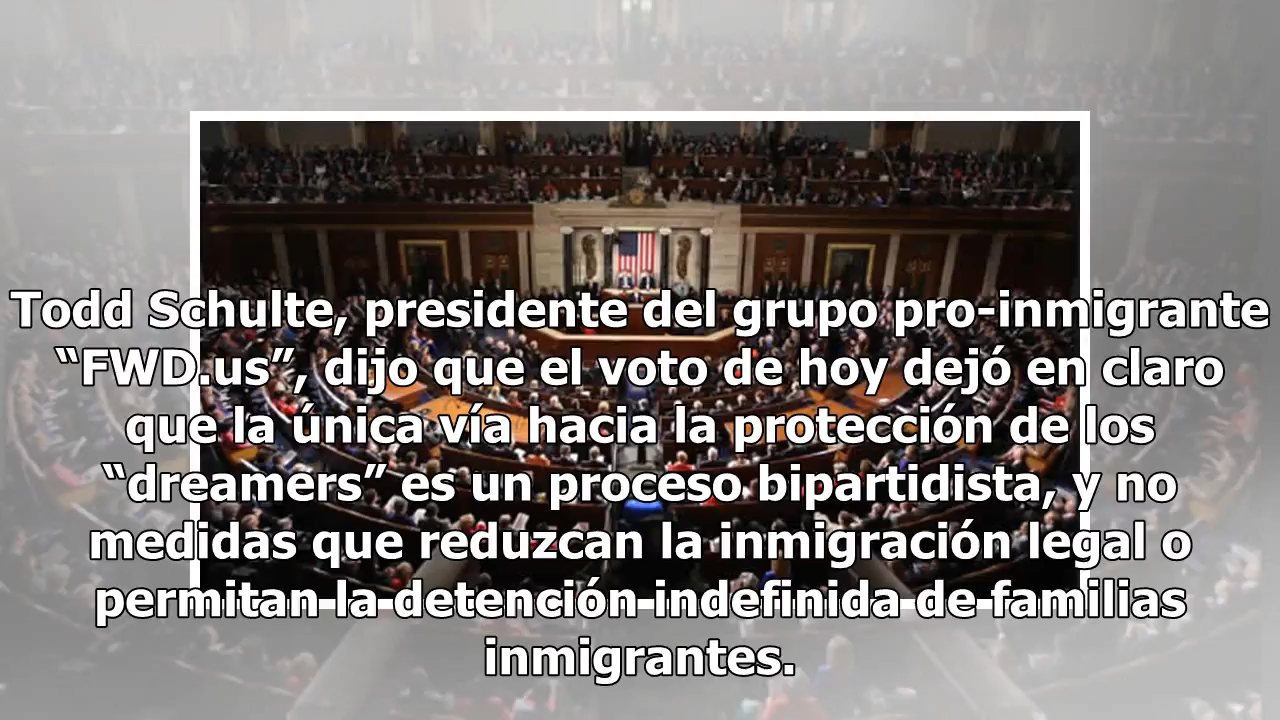 Todd Schulte, presidente del grupo pro-inmigrante
“FWD.us”, dijo que el voto de hoy dejó en claro
que la única vía hacia la protección de los
“dreamers” es un proceso bipartidista, y no
medidas que reduzcan la inmigración legal o
permitan la detención indefinida de familias
inmigrantes.